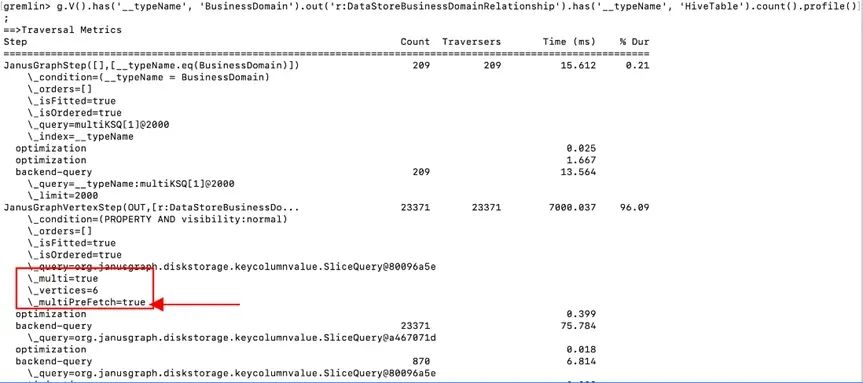 gremlin> g.V().has('__typeName', 'BusinessDomain').out('r:DataStoreBusinessDomainRelationship').has('__typeName', 'HiveTable').count().profile()
;
==>Traversal Metrics
Step Count Traversers Time (ms) % Dur
=============================================================================================================
JanusGraphStep([],[__typeName.eq(BusinessDomain)]) 209 209 15.612 0.21
\_condition=(__typeName = BusinessDomain)
\_orders=[]
\_isFitted=true
\_isOrdered=true
\_query=multiKSQ[1]@2000
\_index=__typeName
optimization 0.025
optimization 1.667
backend-query 209 13.564
\_query=__typeName:multiKSQ[1]@2000
\_limit=2000
JanusGraphVertexStep(OUT,[r:DataStoreBusinessDo... 23371 23371 7000.037 96.09
\_condition=(PROPERTY AND visibility:normal)
\_orders=[]
\_isFitted=true
\_isOrdered=true
\_query=org.janusgraph.diskstorage.keycolumnvalue.SliceQuery@80096a5e
\_multi=true
\_vertices=6
\_multiPreFetch=true
optimization 0.399
backend-query 23371 75.784
\_query=org.janusgraph.diskstorage.keycolumnvalue.SliceQuery@a467071d
optimization 0.018
backend-query 870 6.814
\_query=org.janusgraph.diskstorage.keycolumnvalue.SliceQuery@80096a5e